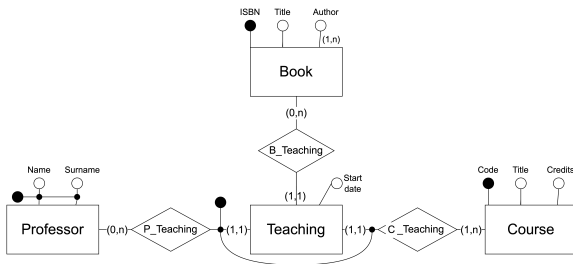 ISBN Title Author
(1,n)
Book
(0,n)
B_Teaching
(1,1)
Start
date
Name Surname
Code Title Credits
Professor (0,n) P_Teaching (1,1) Teaching (1,1) C_Teaching (1,n) Course